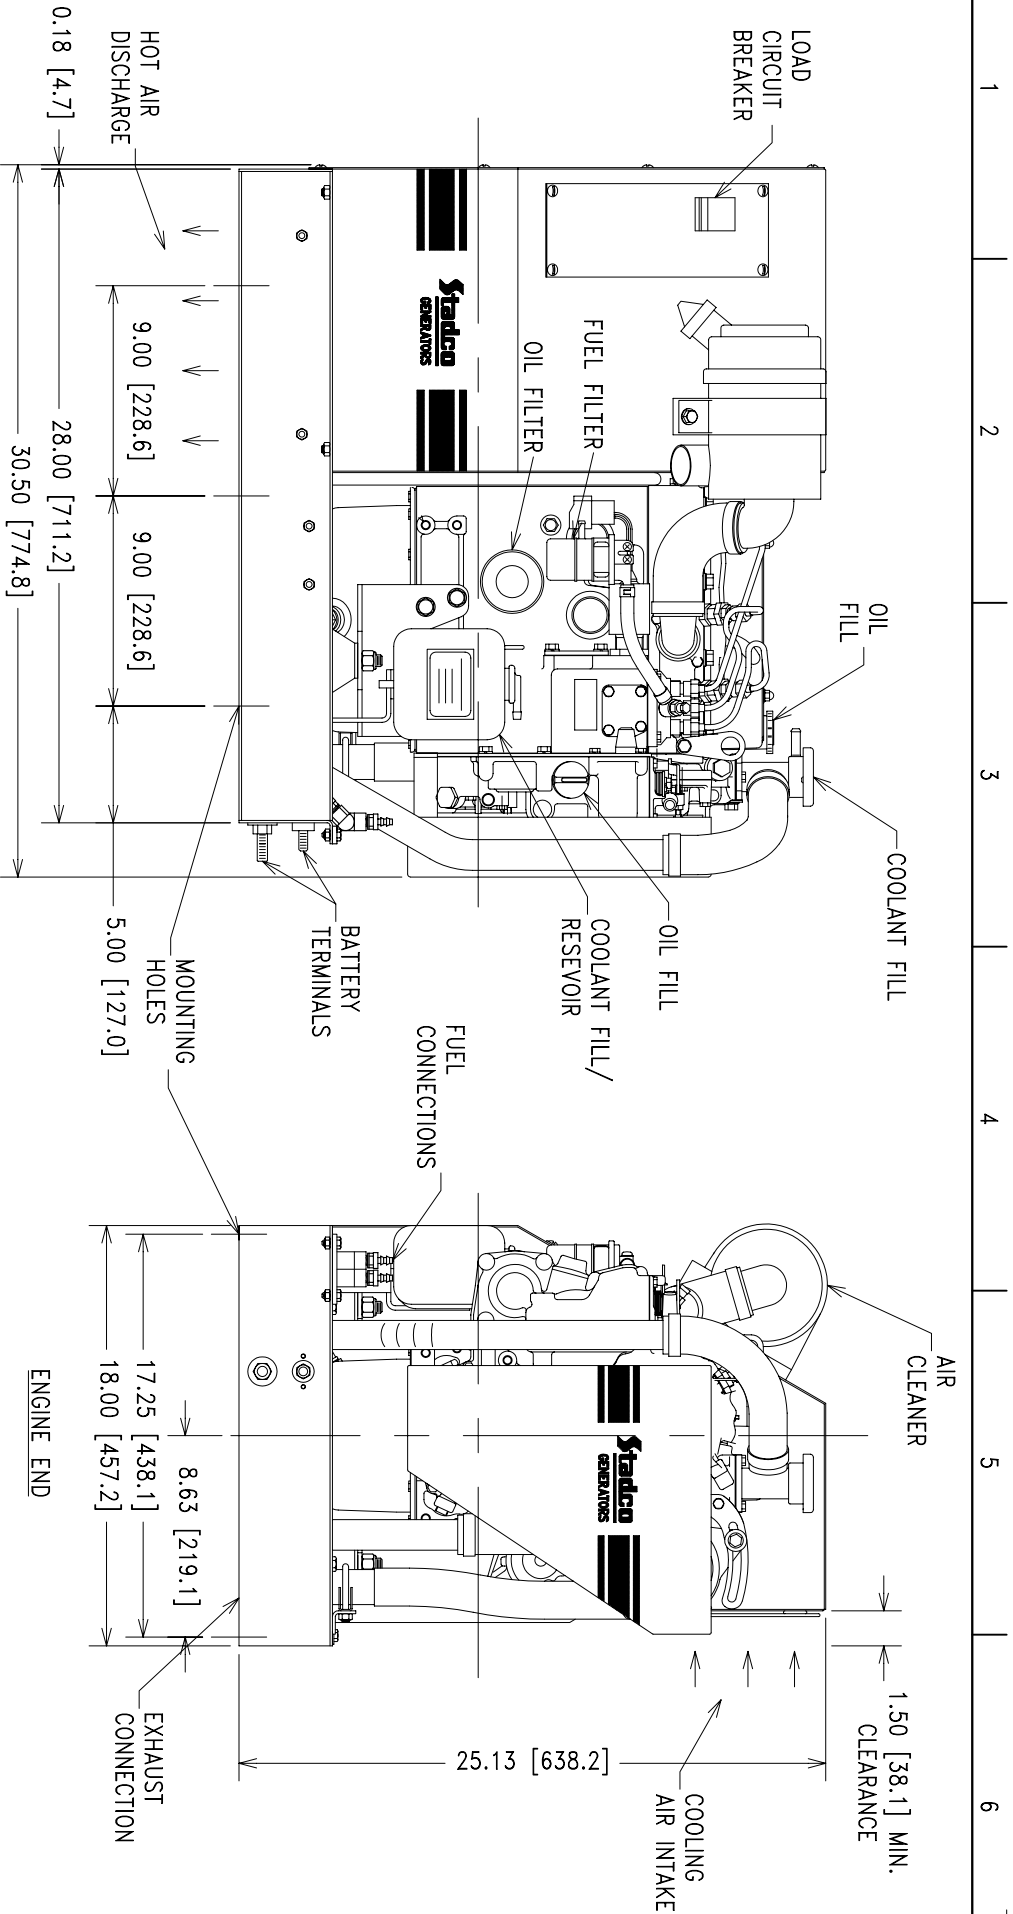 1
2
3
4
5
6
LOAD
CIRCUIT
BREAKER
HOT AIR
DISCHARGE
0.18 [4.7]
Stadco
GENERATORS
FUEL FILTER
OIL FILTER
OIL
FILL
COOLANT FILL
OIL FILL
COOLANT FILL/
RESEVOIR
BATTERY
TERMINALS
MOUNTING
HOLES
9.00 [228.6]
9.00 [228.6]
5.00 [127.0]
28.00 [711.2]
30.50 [774.8]
FUEL
CONNECTIONS
AIR
CLEANER
Stadco
GENERATORS
1.50 [38.1] MIN.
CLEARANCE
COOLING
AIR INTAKE
25.13 [638.2]
8.63 [219.1]
17.25 [438.1]
18.00 [457.2]
EXHAUST
CONNECTION
ENGINE END